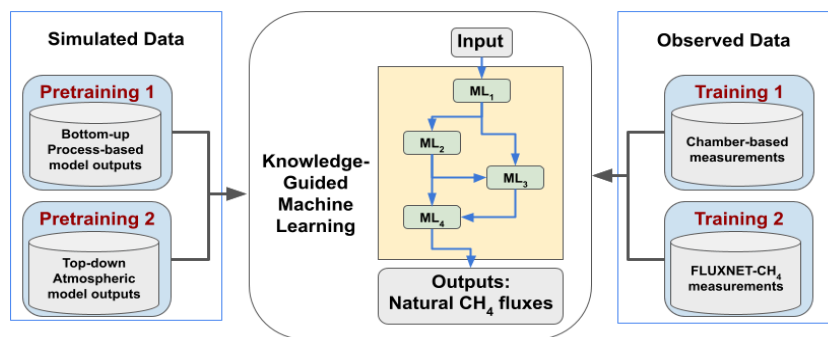 Simulated Data
Pretraining 1
Bottom-up
Process-based
model outputs
Pretraining 2
Top-down
Atmospheric
model outputs
Knowledge-
Guided
Machine
Learning
Input
ML₁
ML₂
ML₃
ML₄
Outputs:
Natural CH₄ fluxes
Observed Data
Training 1
Chamber-based
measurements
Training 2
FLUXNET-CH₄
measurements